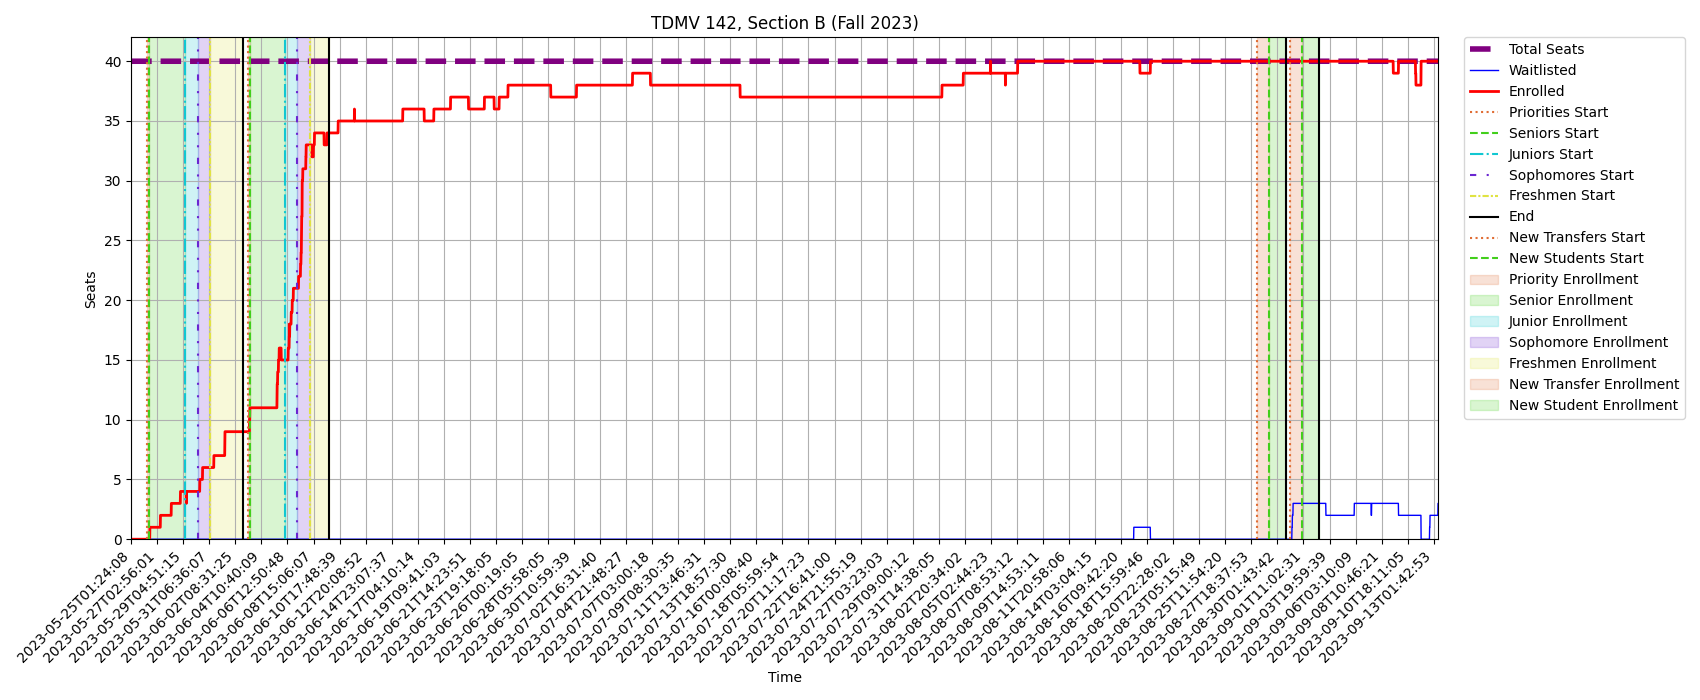 TDMV 142, Section B (Fall 2023)
Seats
40
35
30
25
20
15
10
5
0
2023-05-25T01:24:08
2023-05-27T02:56:01
2023-05-29T04:51:15
2023-05-31T06:36:07
2023-06-02T08:31:25
2023-06-04T10:40:09
2023-06-06T12:50:48
2023-06-08T15:06:07
2023-06-10T17:48:39
2023-06-12T20:08:52
2023-06-14T23:07:37
2023-06-17T04:10:14
2023-06-19T09:41:03
2023-06-21T14:23:51
2023-06-23T19:18:05
2023-06-26T00:19:05
2023-06-28T05:58:05
2023-06-30T10:59:39
2023-07-02T16:31:40
2023-07-04T21:48:27
2023-07-07T03:00:18
2023-07-09T08:30:35
2023-07-11T13:46:31
2023-07-13T18:57:30
2023-07-16T00:08:40
2023-07-18T05:59:54
2023-07-20T11:17:23
2023-07-22T16:41:00
2023-07-24T21:55:19
2023-07-27T03:23:03
2023-07-29T09:00:12
2023-07-31T14:38:05
2023-08-02T20:34:02
2023-08-05T02:44:23
2023-08-07T08:53:12
2023-08-09T14:53:11
2023-08-11T20:58:06
2023-08-14T03:04:15
2023-08-16T09:42:20
2023-08-18T15:59:46
2023-08-20T22:28:02
2023-08-23T05:15:49
2023-08-25T11:54:20
2023-08-27T18:37:53
2023-08-30T01:43:42
2023-09-01T11:02:31
2023-09-03T19:59:39
2023-09-06T03:10:09
2023-09-08T10:46:21
2023-09-10T18:11:05
2023-09-13T01:42:53
Time
Total Seats
Waitlisted
Enrolled
Priorities Start
Seniors Start
Juniors Start
Sophomores Start
Freshmen Start
End
New Transfers Start
New Students Start
Priority Enrollment
Senior Enrollment
Junior Enrollment
Sophomore Enrollment
Freshmen Enrollment
New Transfer Enrollment
New Student Enrollment